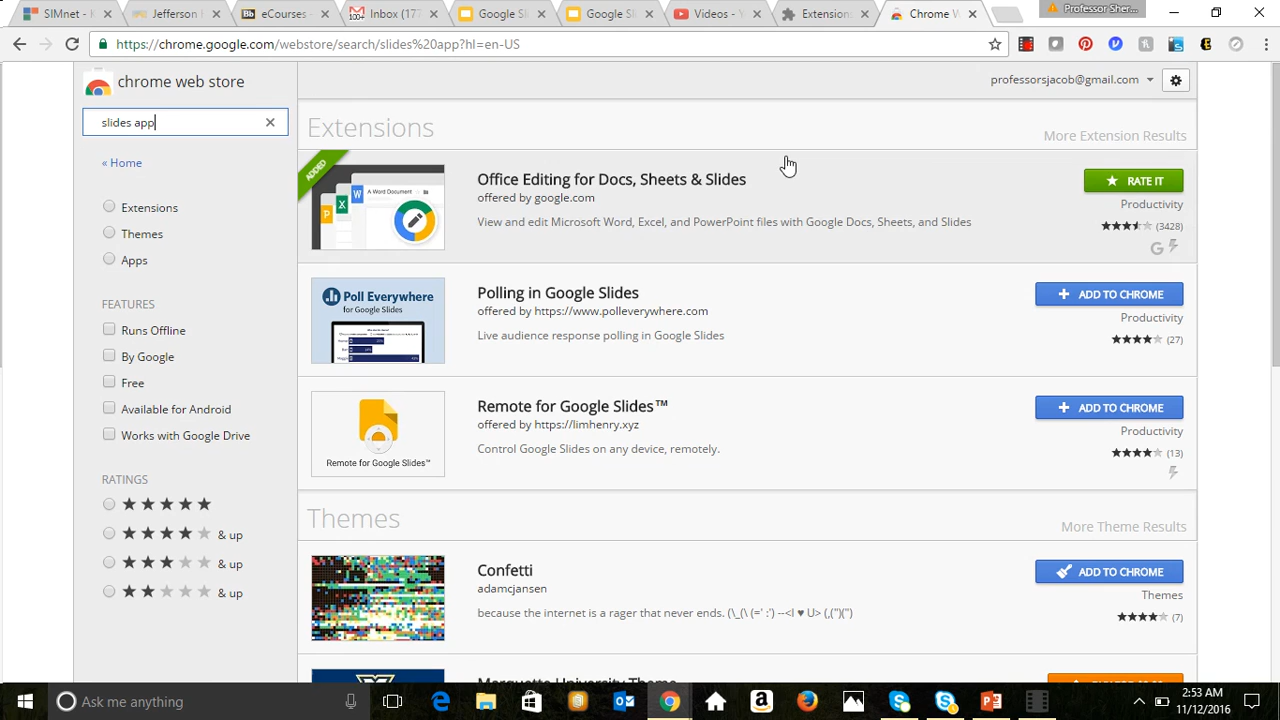 SIMnet - m
Jefferson
eCourses -
Inbox (177
Google Sl
Google Sl
Videos - Y
Extension
Chrome W
Professor Sher...
https://chrome.google.com/webstore/search/slides%20app?hl=en-US
chrome web store
professorsjacob@gmail.com
slides app
« Home
Extensions
Themes
Apps
FEATURES
Runs Offline
By Google
Free
Available for Android
Works with Google Drive
RATINGS
& up
& up
& up
Extensions
More Extension Results
ADDED
A Word Document
Office Editing for Docs, Sheets & Slides
offered by google.com
View and edit Microsoft Word, Excel, and PowerPoint files with Google Docs, Sheets, and Slides
RATE IT
Productivity
(3428)
Poll Everywhere
for Google Slides
Polling in Google Slides
offered by https://www.polleverywhere.com
Live audience response polling in Google Slides
ADD TO CHROME
Productivity
(27)
Remote for Google Slides™
Remote for Google Slides™
offered by https://limhenry.xyz
Control Google Slides on any device, remotely.
ADD TO CHROME
Productivity
(13)
Themes
More Theme Results
Confetti
adamcjansen
because the internet is a rager that never ends. (\_(\ (=' :') --<I ♥ U> (,(")(")
ADD TO CHROME
Themes
(7)
Marquette University Theme
Ask me anything
2:53 AM
11/12/2016